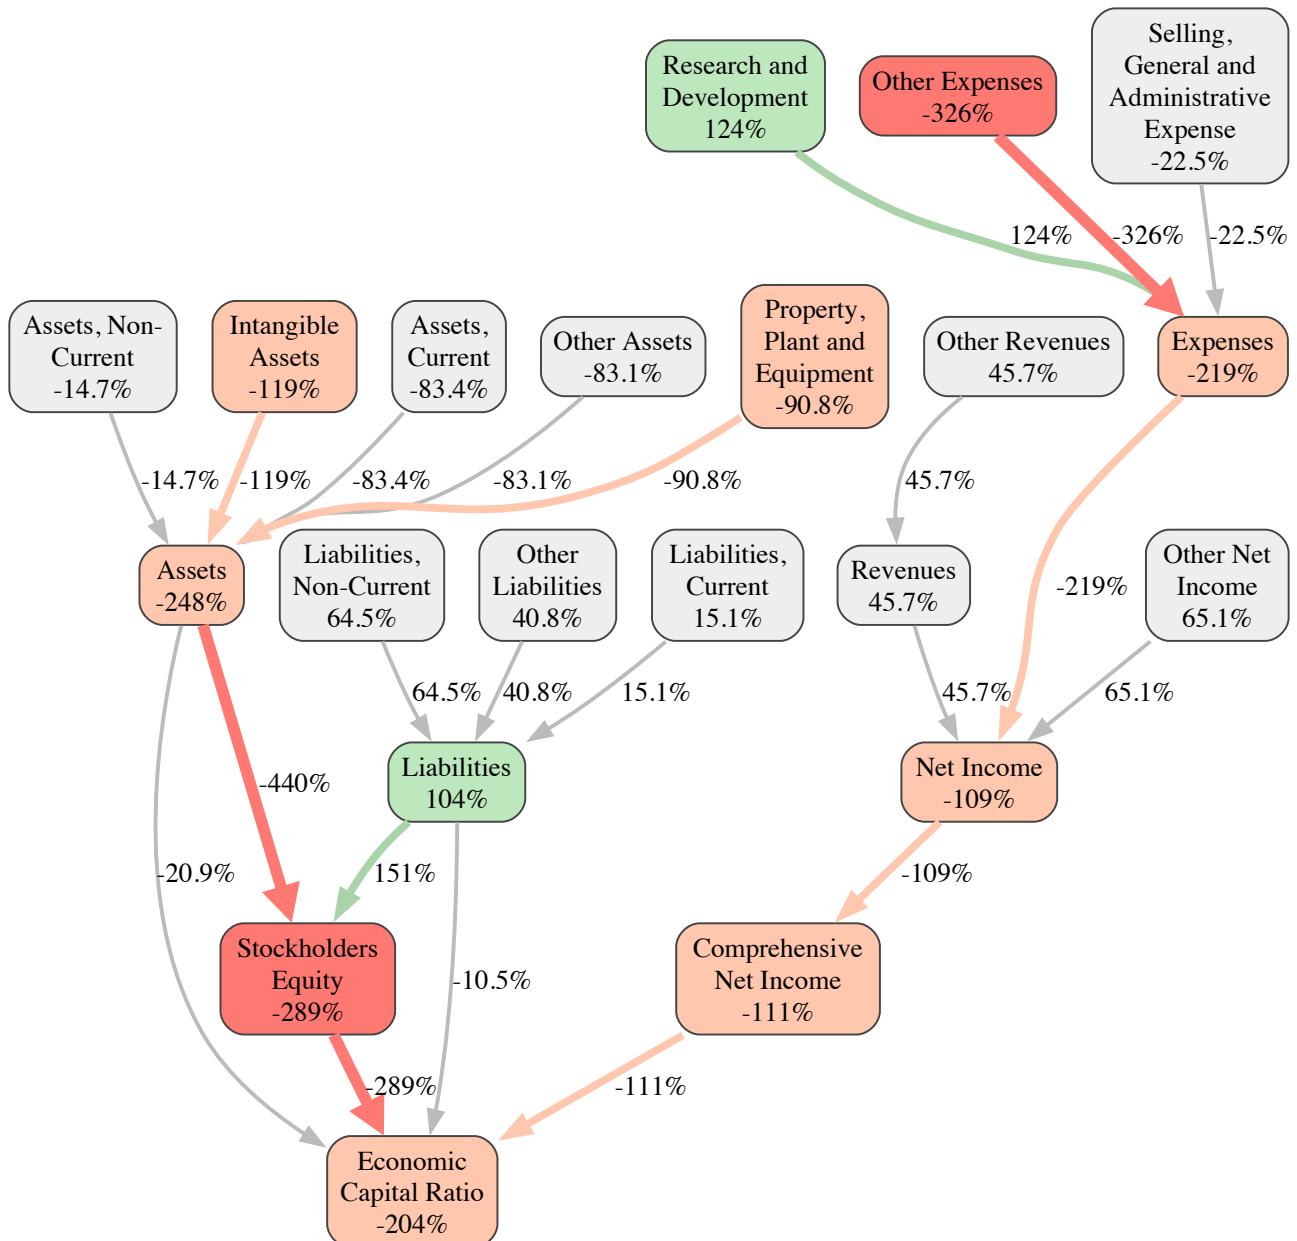 Research and
Development
124%
Other Expenses
-326%
Selling,
General and
Administrative
Expense
-22.5%
124%
-326%
-22.5%
Assets, Non-
Current
-14.7%
Intangible
Assets
-119%
Assets,
Current
-83.4%
Other Assets
-83.1%
Property,
Plant and
Equipment
-90.8%
Other Revenues
45.7%
Expenses
-219%
-14.7%
-119%
-83.4%
-83.1%
-90.8%
45.7%
Assets
-248%
Liabilities,
Non-Current
64.5%
Other
Liabilities
40.8%
Liabilities,
Current
15.1%
Revenues
45.7%
-219%
Other Net
Income
65.1%
64.5%
40.8%
15.1%
45.7%
65.1%
-440%
Liabilities
104%
Net Income
-109%
-20.9%
151%
-109%
Stockholders
Equity
-289%
-10.5%
Comprehensive
Net Income
-111%
-289%
-111%
Economic
Capital Ratio
-204%